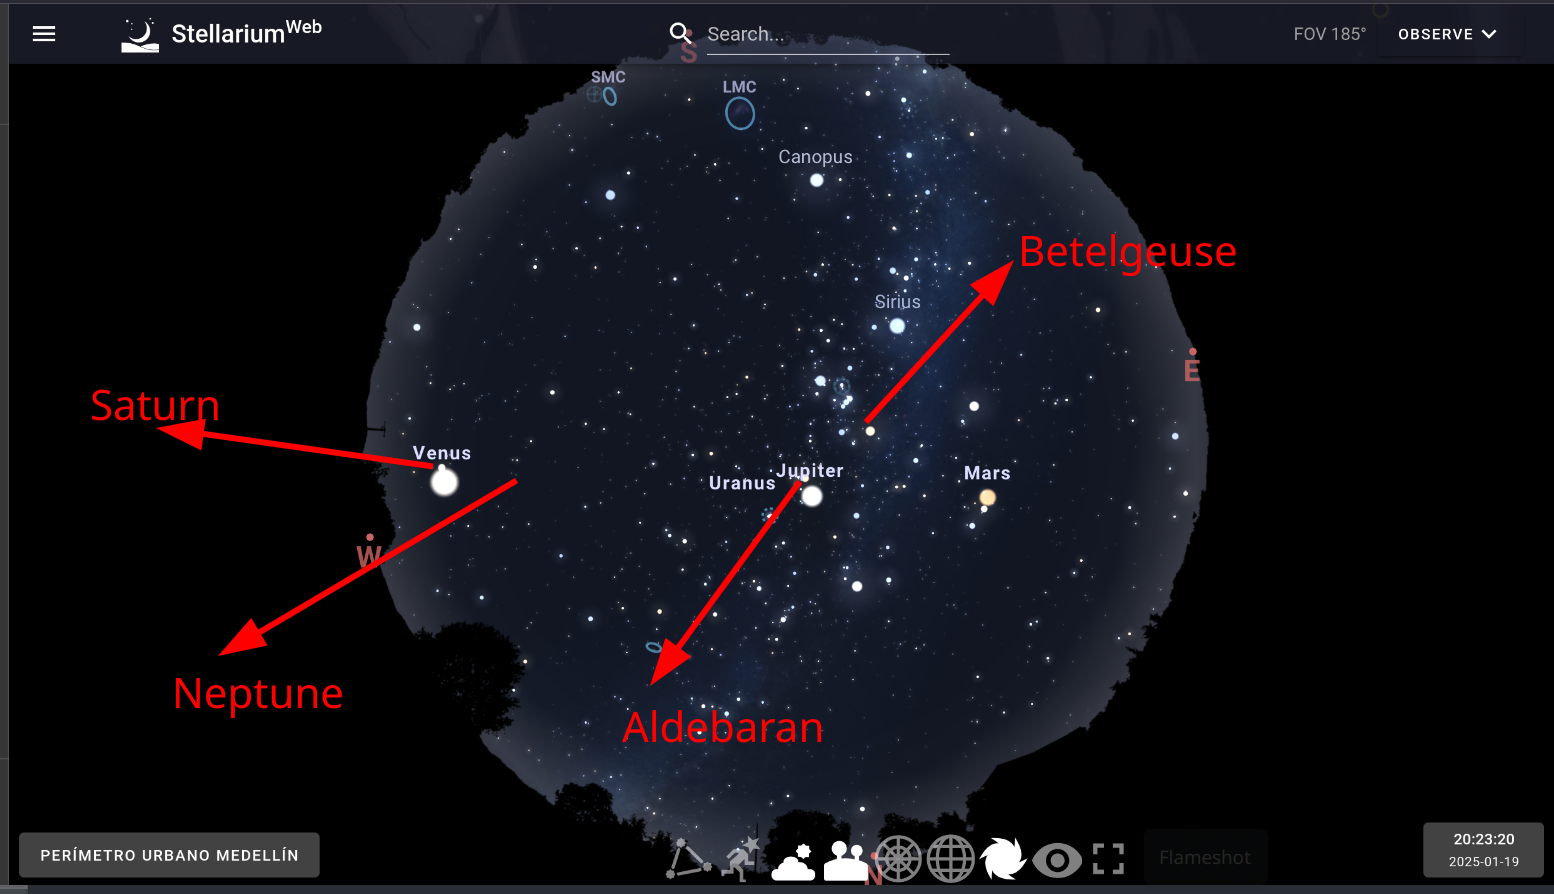 StellariumWeb
Search...
FOV 185°
OBSERVE
S
SMC
LMC
Canopus
Betelgeuse
Sirius
E
Saturn
Venus
Uranus
Jupiter
Mars
W
Neptune
Aldebaran
PERÍMETRO URBANO MEDELLÍN
N
Flameshot
20:23:20
2025-01-19